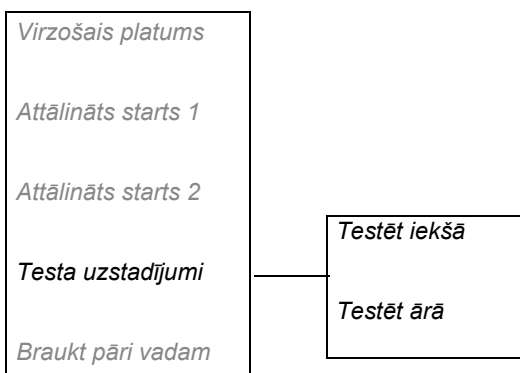 Virzošais platums
Attālināts starts 1
Attālināts starts 2
Testa uzstadījumi
Braukt pāri vadam
Testēt iekšā
Testēt ārā